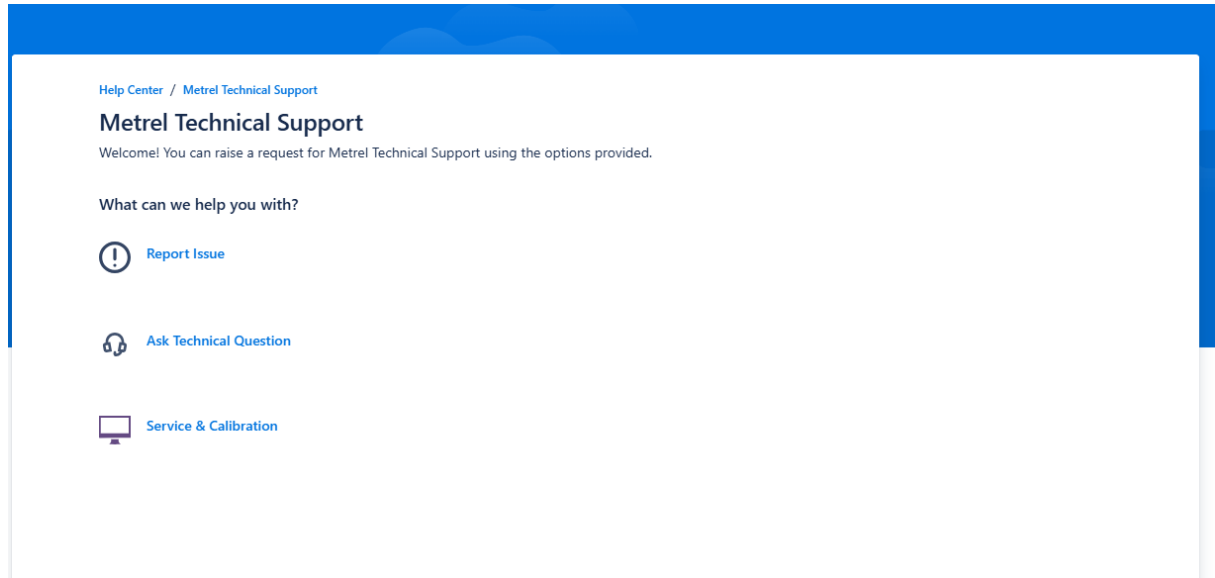 Help Center / Metrel Technical Support
Metrel Technical Support
Welcome! You can raise a request for Metrel Technical Support using the options provided.
What can we help you with?
Report Issue
Ask Technical Question
Service & Calibration